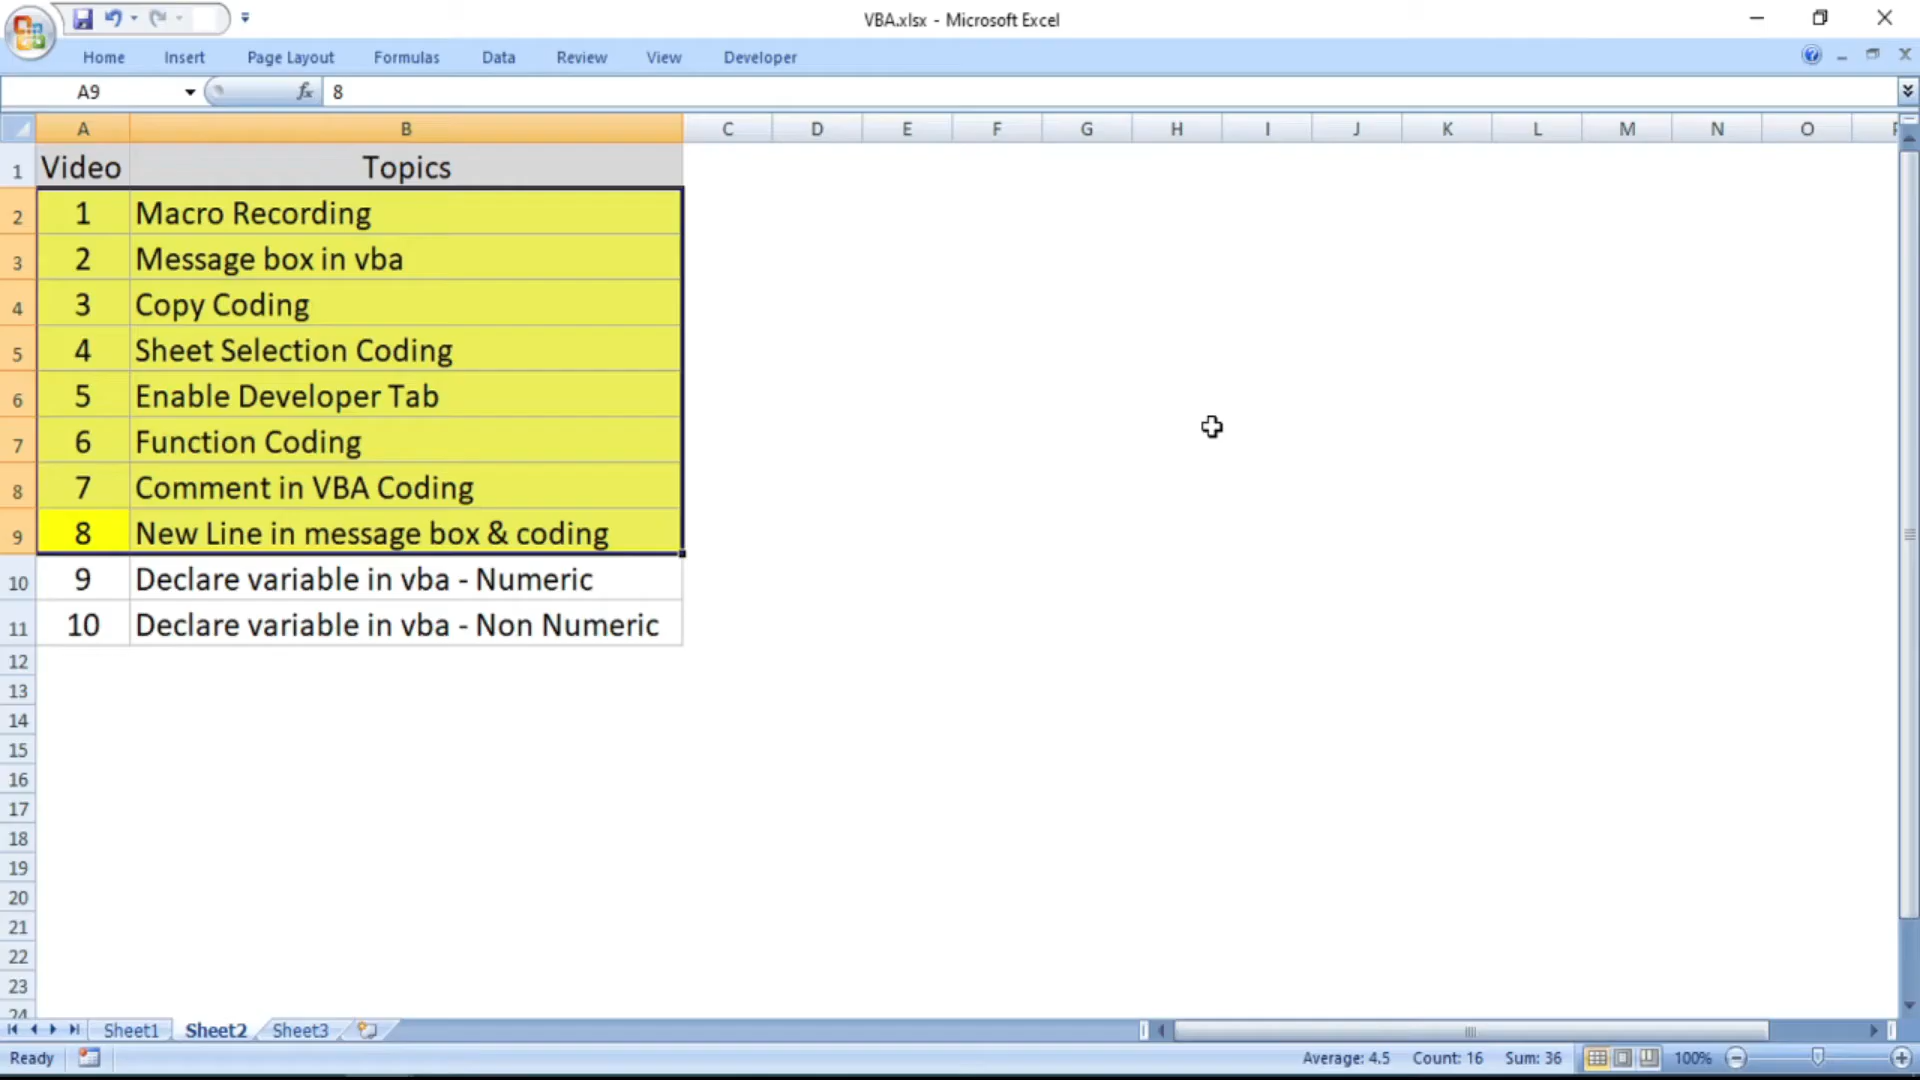 VBA.xlsx - Microsoft Excel
Home Insert Page Layout Formulas Data Review View Developer
A9 fx 8
A B C D E F G H I J K L M N O
1 Video Topics
2 1 Macro Recording
3 2 Message box in vba
4 3 Copy Coding
5 4 Sheet Selection Coding
6 5 Enable Developer Tab
7 6 Function Coding
8 7 Comment in VBA Coding
9 8 New Line in message box & coding
10 9 Declare variable in vba - Numeric
11 10 Declare variable in vba - Non Numeric
12
13
14
15
16
17
18
19
20
21
22
23
24
Sheet1 Sheet2 Sheet3
Ready Average: 4.5 Count: 16 Sum: 36 100%